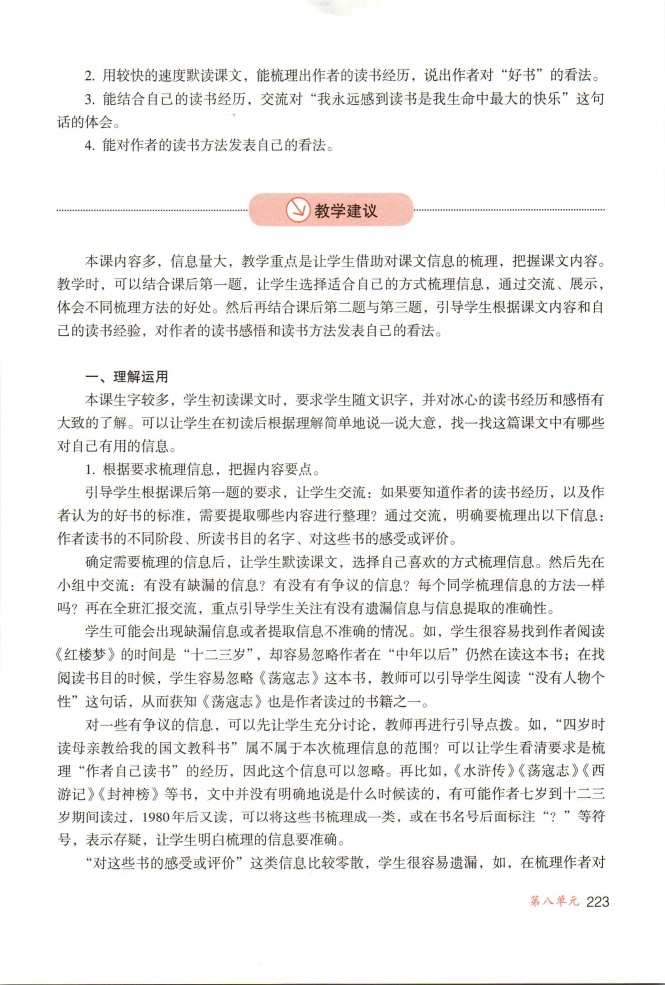 2. 用较快的速度默读课文，能梳理出作者的读书经历，说出作者对“好书”的看法。
3. 能结合自己的读书经历，交流对“我永远感到读书是我生命中最大的快乐”这句
话的体会。
4. 能对作者的读书方法发表自己的看法。
教学建议
本课内容多，信息量大，教学重点是让学生借助对课文信息的梳理，把握课文内容。
教学时，可以结合课后第一题，让学生选择适合自己的方式梳理信息，通过交流、展示，
体会不同梳理方法的好处。然后再结合课后第二题与第三题，引导学生根据课文内容和自
己的读书经验，对作者的读书感悟和读书方法发表自己的看法。
一、理解运用
本课生字较多，学生初读课文时，要求学生随文识字，并对冰心的读书经历和感悟有
大致的了解。可以让学生在初读后根据理解简单地说一说大意，找一找这篇课文中有哪些
对自己有用的信息。
1. 根据要求梳理信息，把握内容要点。
引导学生根据课后第一题的要求，让学生交流：如果要知道作者的读书经历，以及作
者认为的好书的标准，需要提取哪些内容进行整理？通过交流，明确要梳理出以下信息：
作者读书的不同阶段、所读书目的名字、对这些书的感受或评价。
确定需要梳理的信息后，让学生默读课文，选择自己喜欢的方式梳理信息。然后先在
小组中交流：有没有缺漏的信息？有没有有争议的信息？每个同学梳理信息的方法一样
吗？再在全班汇报交流，重点引导学生关注有没有遗漏信息与信息提取的准确性。
学生可能会出现缺漏信息或者提取信息不准确的情况。如，学生很容易找到作者阅读
《红楼梦》的时间是“十二三岁”，却容易忽略作者在“中年以后”仍然在读这本书；在找
阅读书目的时候，学生容易忽略《荡寇志》这本书，教师可以引导学生阅读“没有人物个
性”这句话，从而获知《荡寇志》也是作者读过的书籍之一。
对一些有争议的信息，可以先让学生充分讨论，教师再进行引导点拨。如，“四岁时
读母亲教给我的国文教科书”属不属于本次梳理信息的范围？可以让学生看清要求是梳
理“作者自己读书”的经历，因此这个信息可以忽略。再比如，《水浒传》《荡寇志》《西
游记》《封神榜》等书，文中并没有明确地说是什么时候读的，有可能作者七岁到十二三
岁期间读过，1980年后又读，可以将这些书梳理成一类，或在书名号后面标注“？”等符
号，表示存疑，让学生明白梳理的信息要准确。
“对这些书的感受或评价”这类信息比较零散，学生很容易遗漏，如，在梳理作者对
第八单元 223